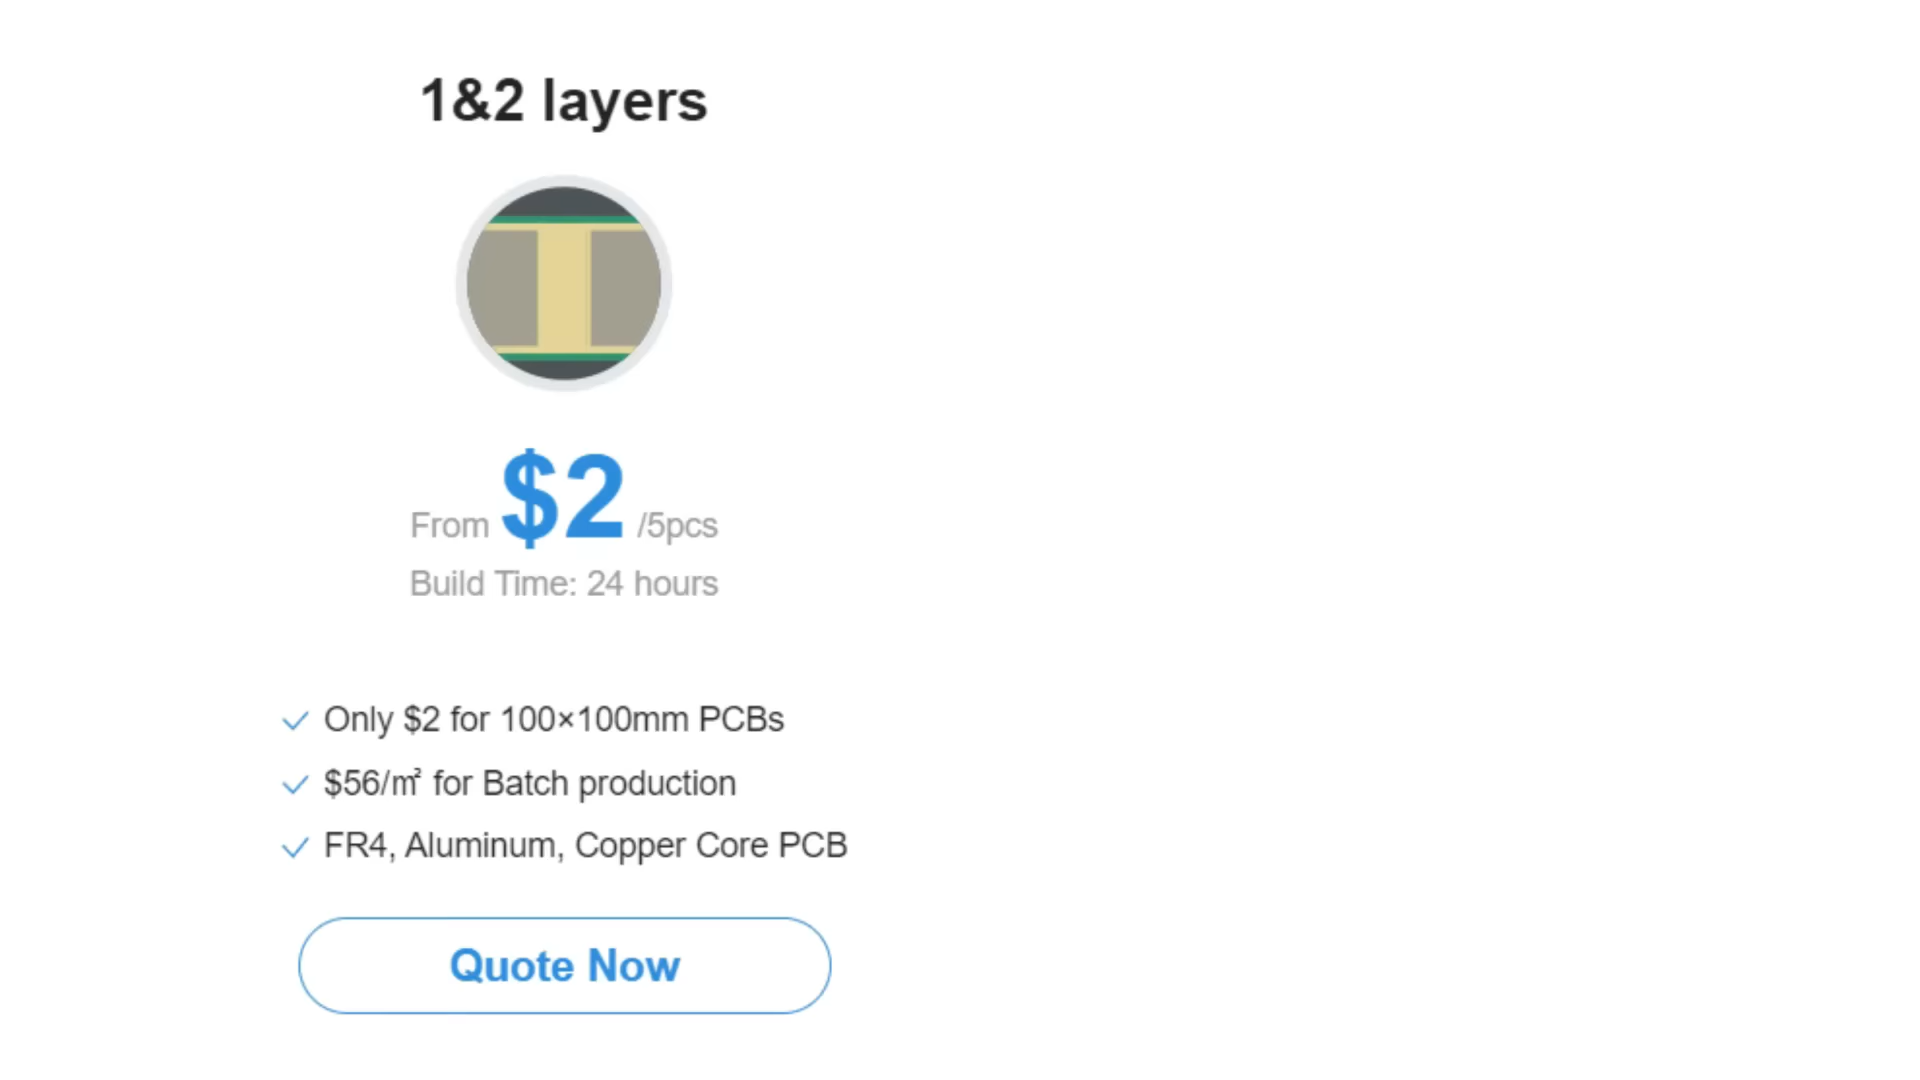 1&2 layers
From $2 /5pcs
Build Time: 24 hours
Only $2 for 100×100mm PCBs
$56/㎡ for Batch production
FR4, Aluminum, Copper Core PCB
Quote Now